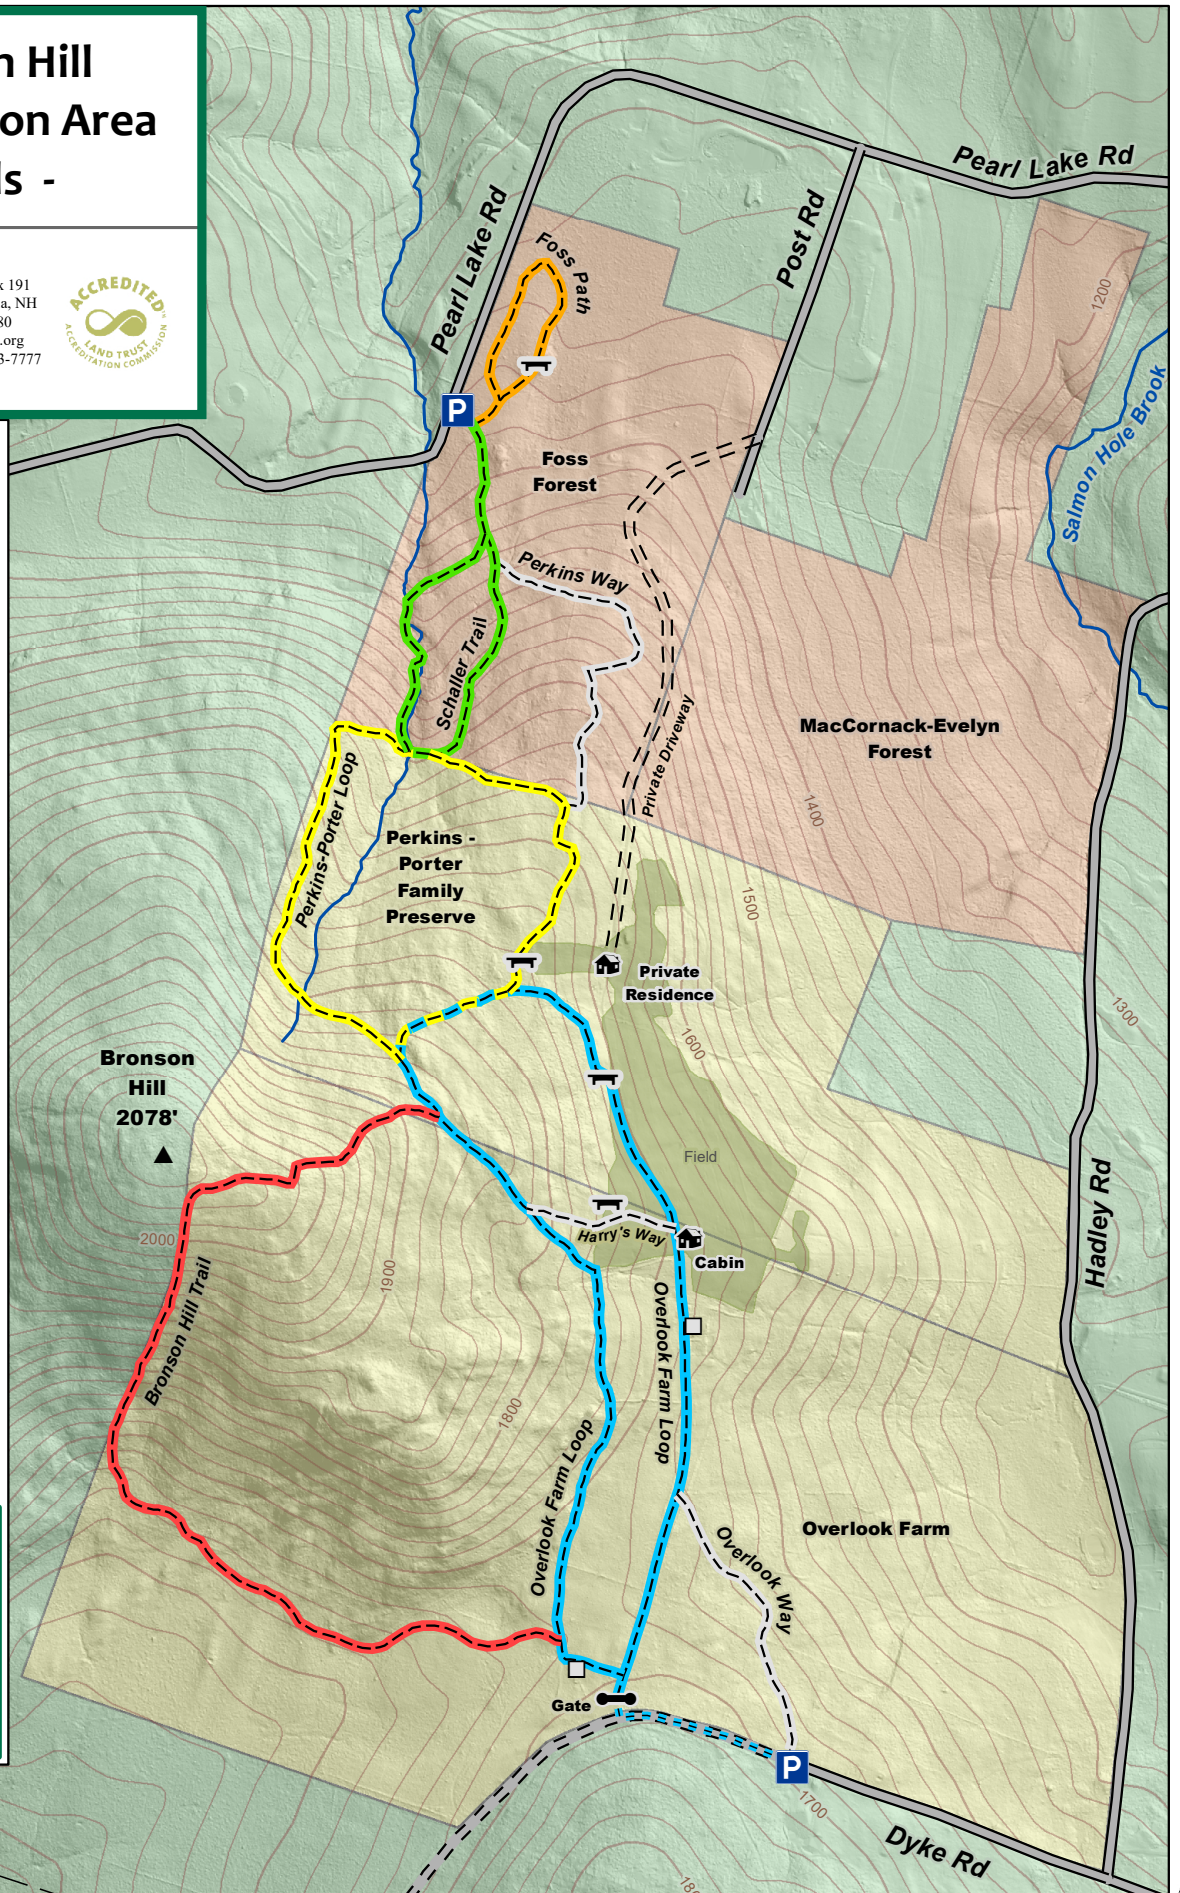 n Hill
on Area
ls -
x 191
a, NH
80
.org
3-7777
ACCREDITED
LAND TRUST
ACCREDITATION COMMISSION
Pearl Lake Rd
Pearl Lake Rd
Post Rd
Foss Path
1200
Salmon Hole Brook
P
Foss
Forest
Perkins Way
Schaller Trail
Private Driveway
MacCornack-Evelyn
Forest
1400
Perkins-Porter Loop
Perkins -
Porter
Family
Preserve
1500
Private
Residence
1300
1600
Bronson
Hill
2078'
Field
Hadley Rd
Harry's Way
Cabin
2000
1900
Bronson Hill Trail
Overlook Farm Loop
1800
Overlook Farm Loop
Overlook Farm
Overlook Way
Gate
P
1700
Dyke Rd
180